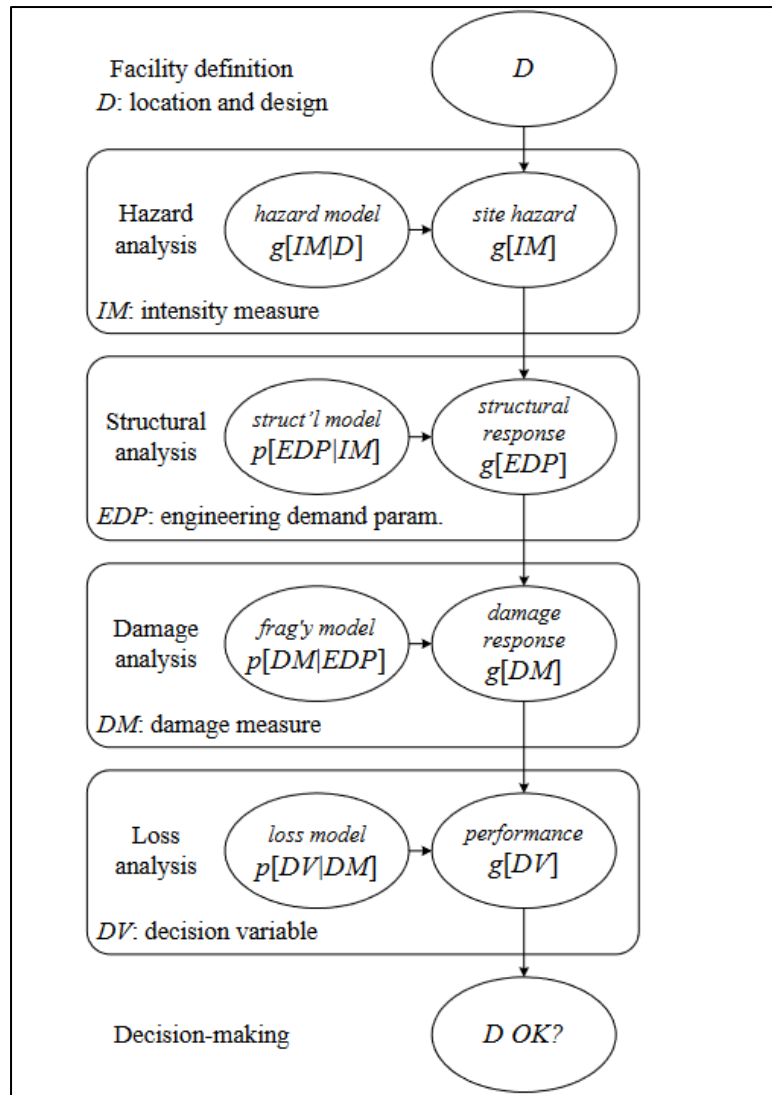 Facility definition
D: location and design
D
Hazard
analysis
hazard model
g[IM|D]
site hazard
g[IM]
IM: intensity measure
Structural
analysis
struct'l model
p[EDP|IM]
structural
response
g[EDP]
EDP: engineering demand param.
Damage
analysis
frag'y model
p[DM|EDP]
damage
response
g[DM]
DM: damage measure
Loss
analysis
loss model
p[DV|DM]
performance
g[DV]
DV: decision variable
Decision-making
D OK?